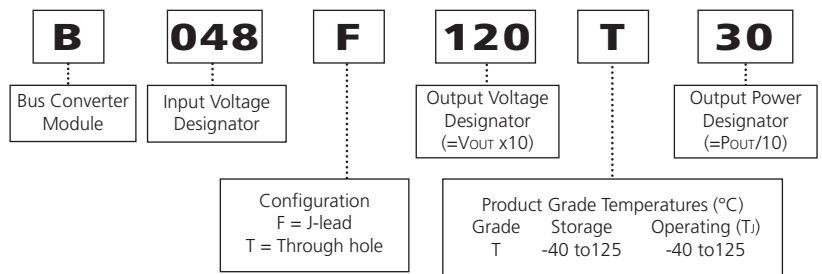 B 048 F 120 T 30
Bus Converter
Module
Input Voltage
Designator
Output Voltage
Designator
(=VOUT x10)
Output Power
Designator
(=POUT/10)
Configuration
F = J-lead
T = Through hole
Product Grade Temperatures (°C)
Grade Storage Operating (TJ)
T -40 to125 -40 to125